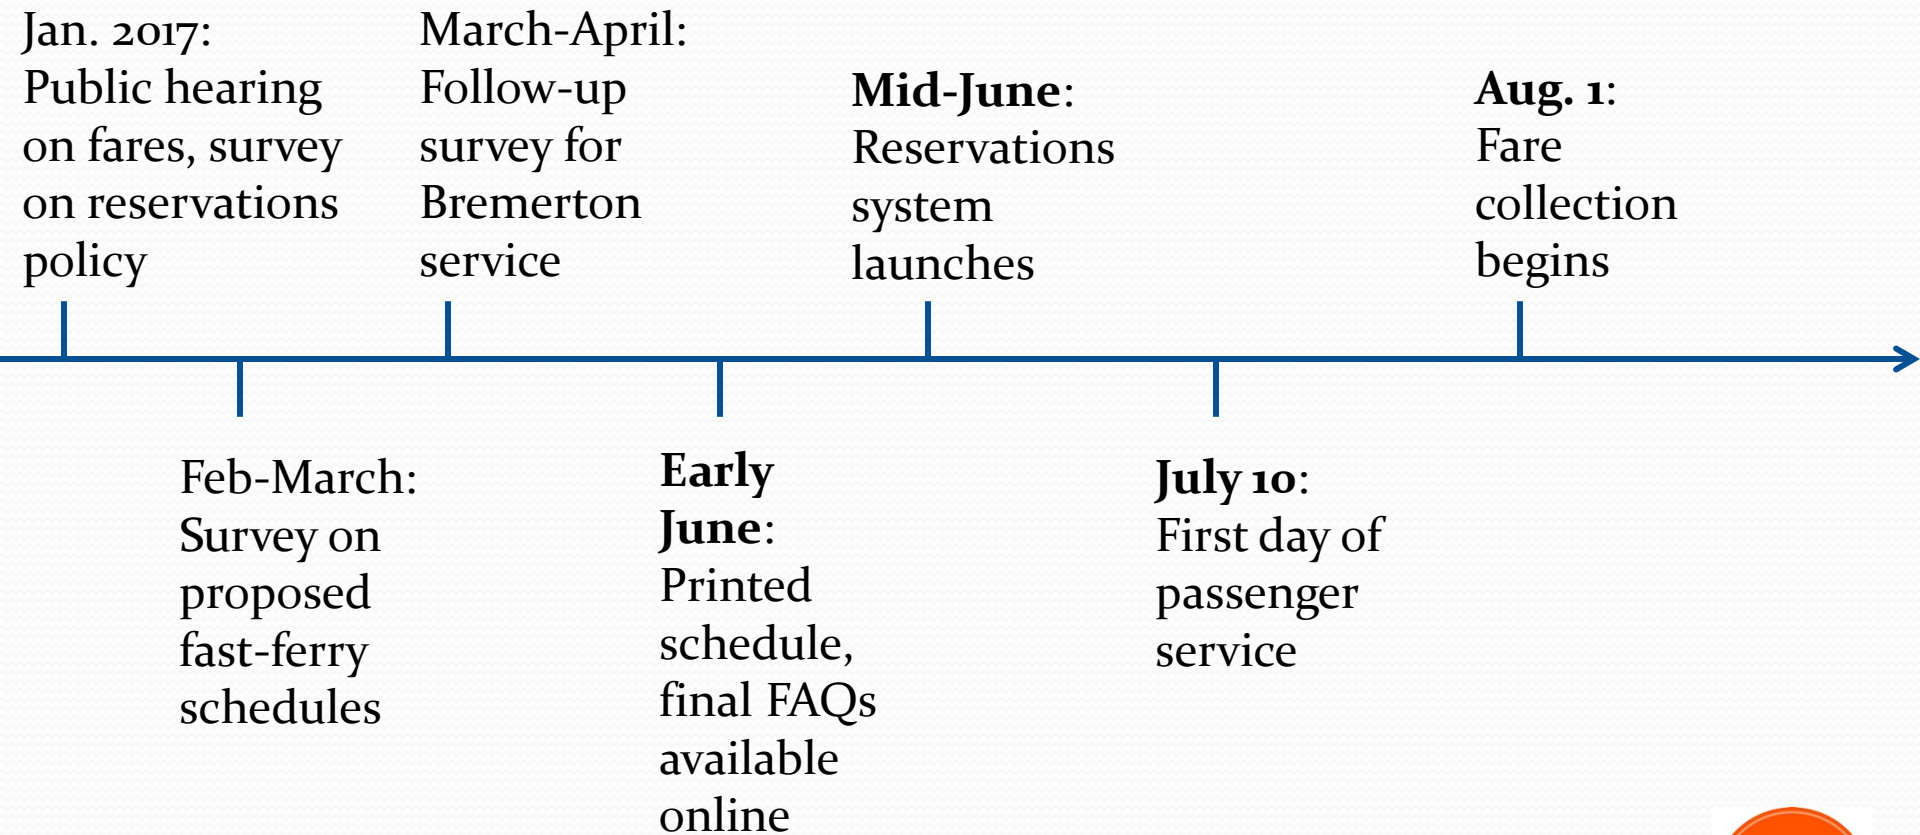 Jan. 2017:
Public hearing
on fares, survey
on reservations
policy
March-April:
Follow-up
survey for
Bremerton
service
Mid-June:
Reservations
system
launches
Aug. 1:
Fare
collection
begins
Feb-March:
Survey on
proposed
fast-ferry
schedules
Early
June:
Printed
schedule,
final FAQs
available
online
July 10:
First day of
passenger
service